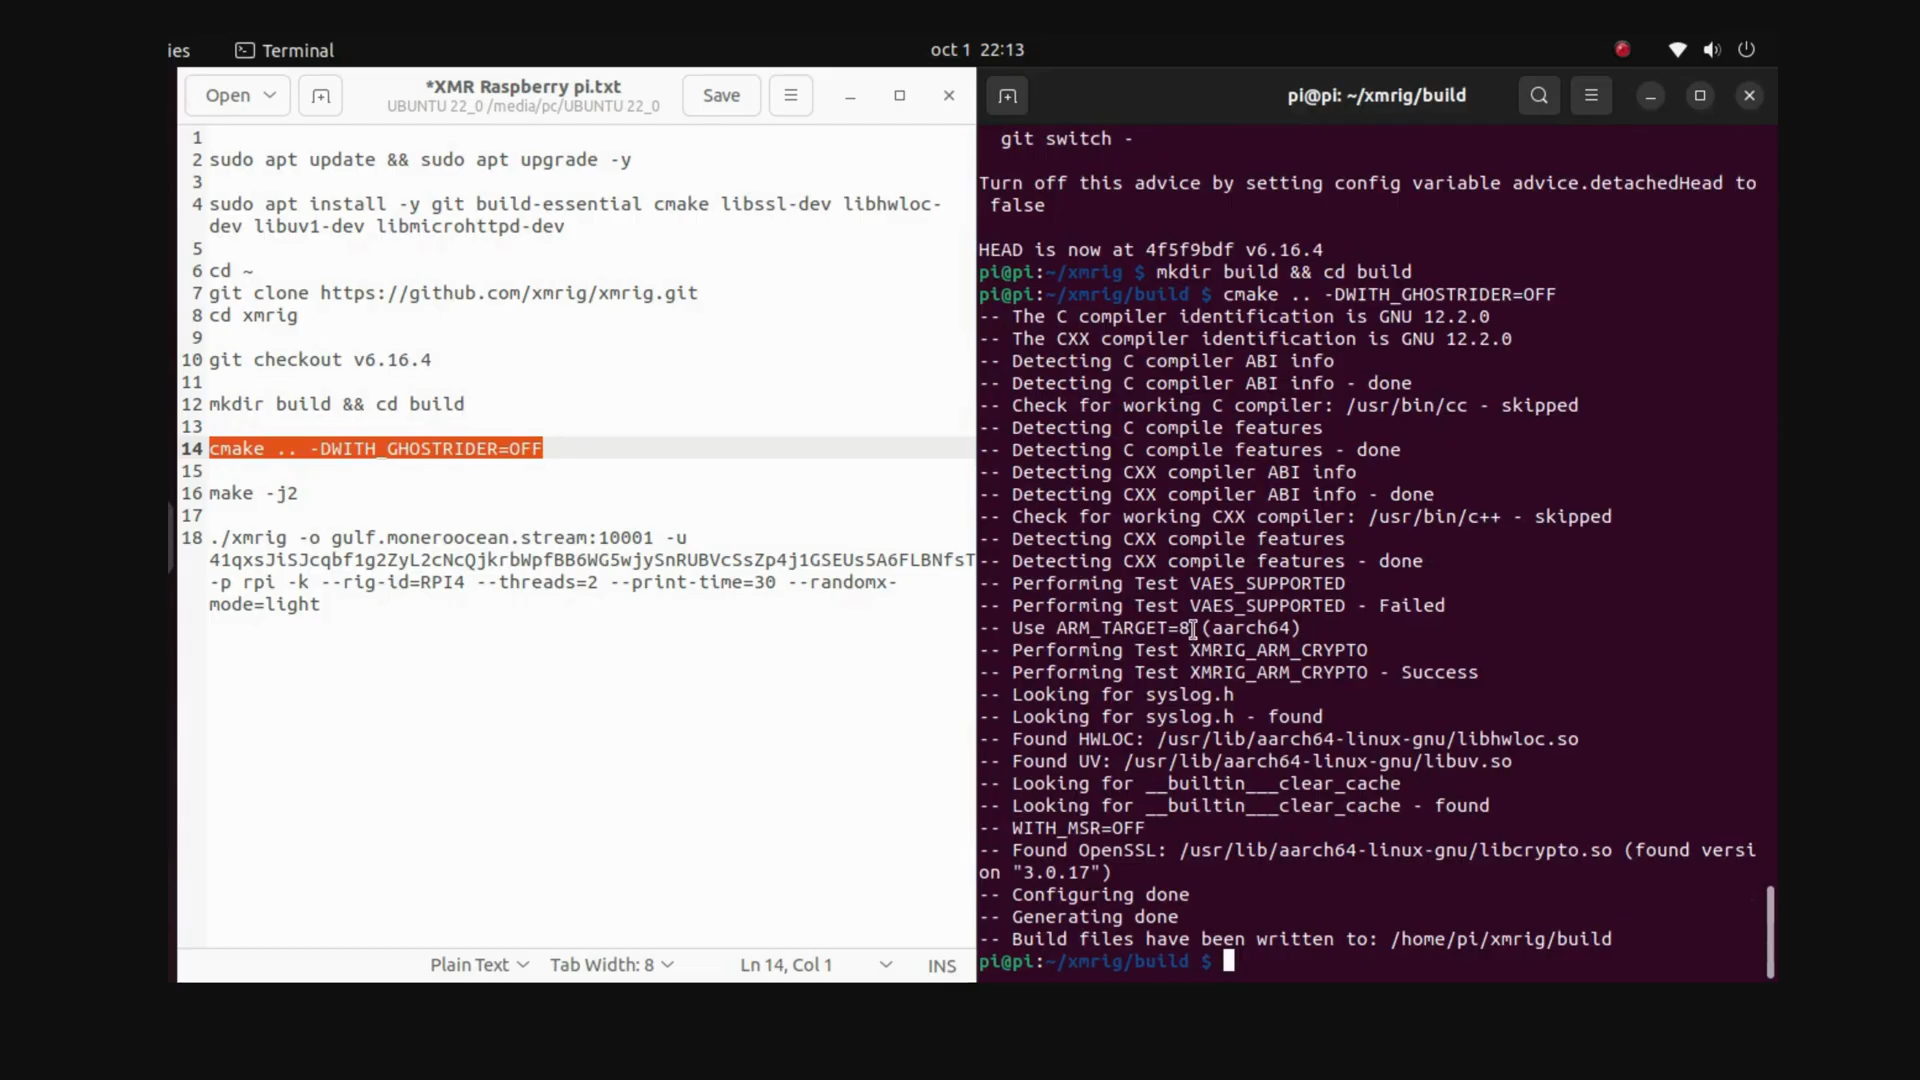 ies
Terminal
oct 1 22:13
Open
*XMR Raspberry pi.txt
UBUNTU 22_0 /media/pc/UBUNTU 22_0
Save
1
2 sudo apt update && sudo apt upgrade -y
3
4 sudo apt install -y git build-essential cmake libssl-dev libhwloc-
dev libuv1-dev libmicrohttpd-dev
5
6 cd ~
7 git clone https://github.com/xmrig/xmrig.git
8 cd xmrig
9
10 git checkout v6.16.4
11
12 mkdir build && cd build
13
14 cmake .. -DWITH_GHOSTRIDER=OFF
15
16 make -j2
17
18 ./xmrig -o gulf.moneroocean.stream:10001 -u
41qxsJiSJcqbf1g2ZyL2cNcQjkrbWpfBB6WG5wjySnRUBVcSsZp4j1GSEUs5A6FLBNfsT
-p rpi -k --rig-id=RPI4 --threads=2 --print-time=30 --randomx-
mode=light
Plain Text
Tab Width: 8
Ln 14, Col 1
INS
pi@pi: ~/xmrig/build
git switch -
Turn off this advice by setting config variable advice.detachedHead to
false
HEAD is now at 4f5f9bdf v6.16.4
pi@pi:~/xmrig $ mkdir build && cd build
pi@pi:~/xmrig/build $ cmake .. -DWITH_GHOSTRIDER=OFF
-- The C compiler identification is GNU 12.2.0
-- The CXX compiler identification is GNU 12.2.0
-- Detecting C compiler ABI info
-- Detecting C compiler ABI info - done
-- Check for working C compiler: /usr/bin/cc - skipped
-- Detecting C compile features
-- Detecting C compile features - done
-- Detecting CXX compiler ABI info
-- Detecting CXX compiler ABI info - done
-- Check for working CXX compiler: /usr/bin/c++ - skipped
-- Detecting CXX compile features
-- Detecting CXX compile features - done
-- Performing Test VAES_SUPPORTED
-- Performing Test VAES_SUPPORTED - Failed
-- Use ARM_TARGET=8 (aarch64)
-- Performing Test XMRIG_ARM_CRYPTO
-- Performing Test XMRIG_ARM_CRYPTO - Success
-- Looking for syslog.h
-- Looking for syslog.h - found
-- Found HWLOC: /usr/lib/aarch64-linux-gnu/libhwloc.so
-- Found UV: /usr/lib/aarch64-linux-gnu/libuv.so
-- Looking for __builtin___clear_cache
-- Looking for __builtin___clear_cache - found
-- WITH_MSR=OFF
-- Found OpenSSL: /usr/lib/aarch64-linux-gnu/libcrypto.so (found versi
on "3.0.17")
-- Configuring done
-- Generating done
-- Build files have been written to: /home/pi/xmrig/build
pi@pi:~/xmrig/build $